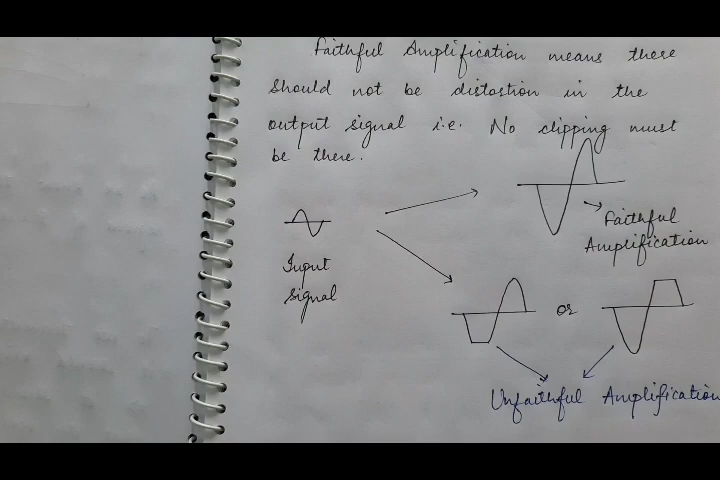 Faithful Amplification means there
should not be distortion in the
output signal i.e. No clipping must
be there.
Input
signal
Faithful
Amplification
or
Unfaithful Amplification